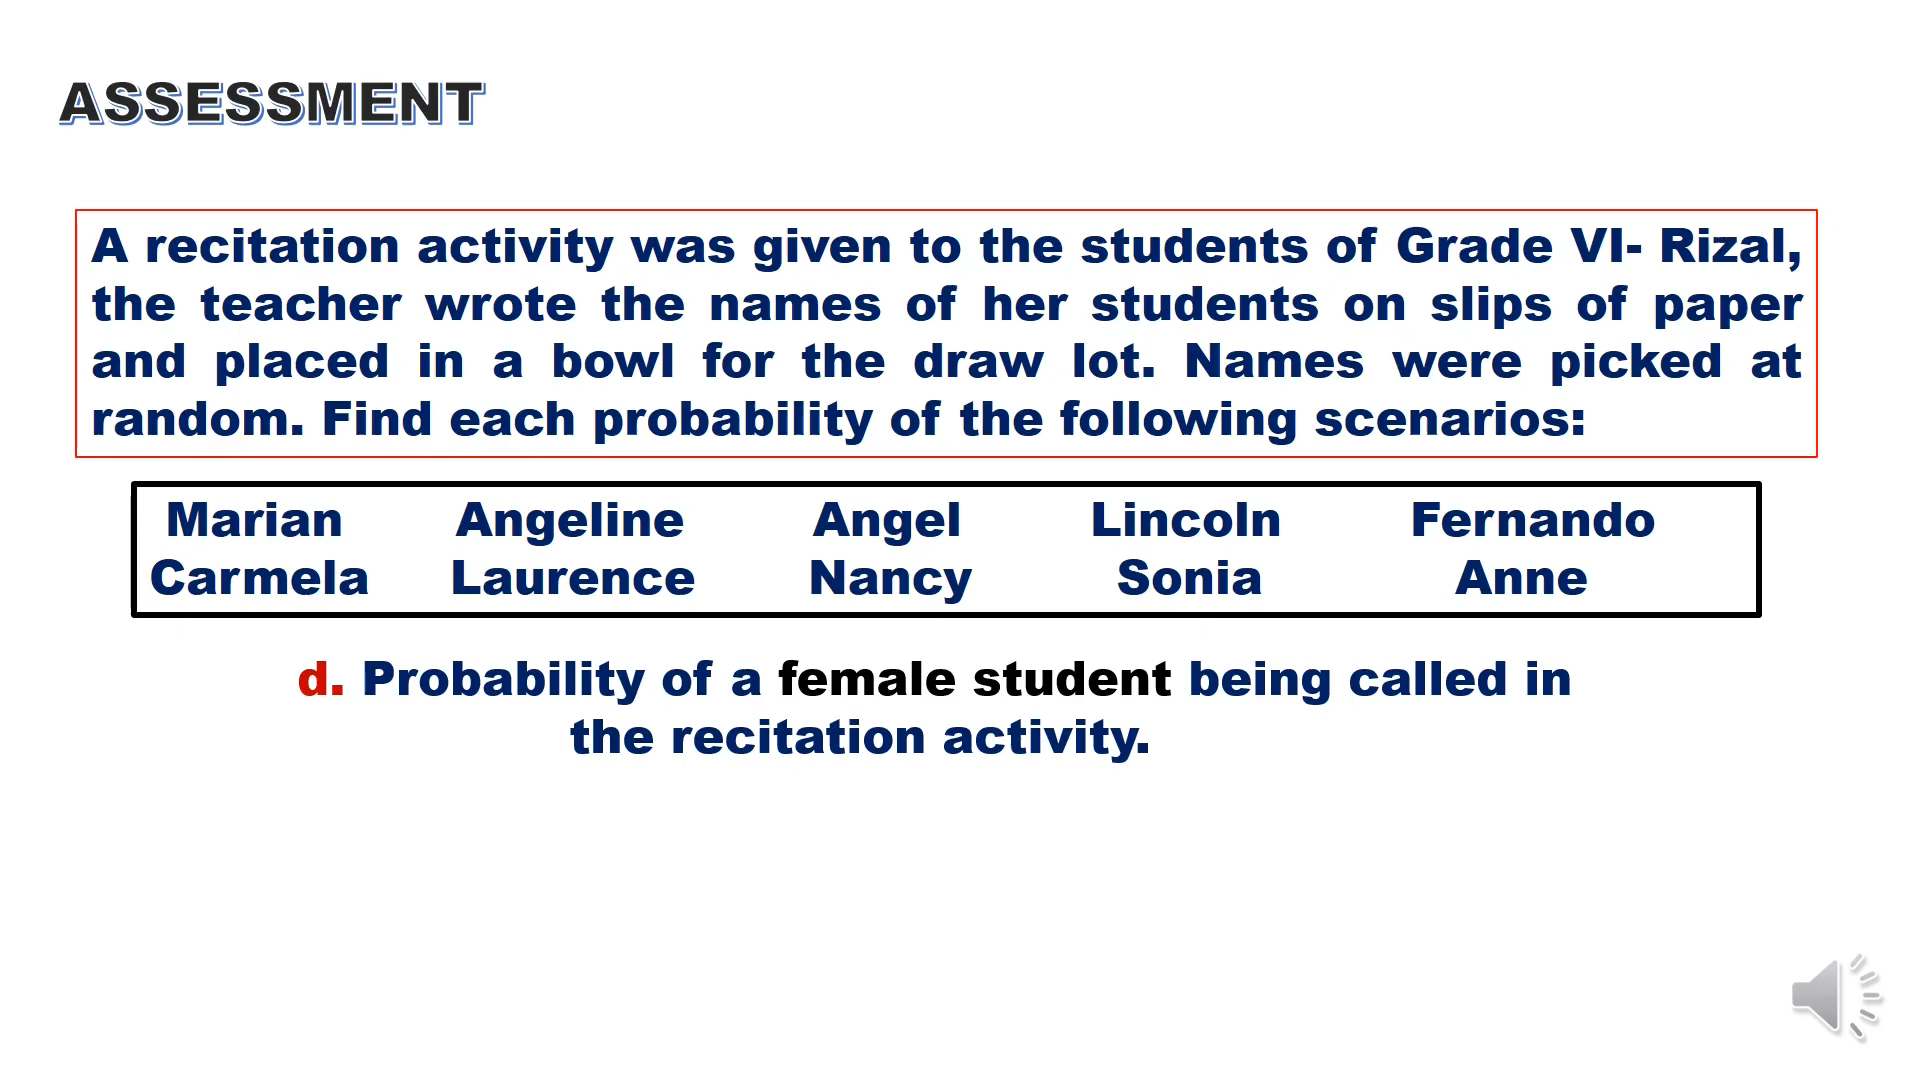 ASSESSMENT
A recitation activity was given to the students of Grade VI- Rizal,
the teacher wrote the names of her students on slips of paper
and placed in a bowl for the draw lot. Names were picked at
random. Find each probability of the following scenarios:
Marian Angeline Angel Lincoln Fernando
Carmela Laurence Nancy Sonia Anne
d. Probability of a female student being called in
the recitation activity.